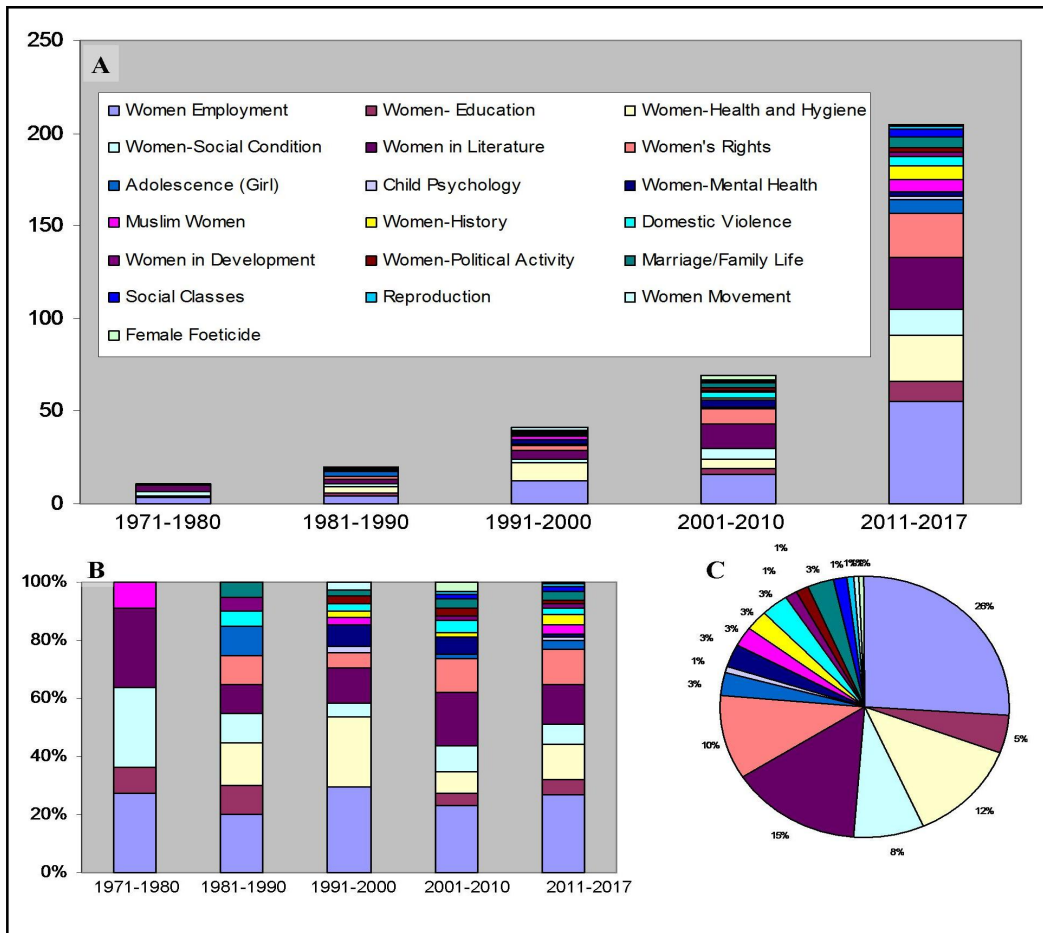 250
A
200
150
100
50
0
Women Employment
Women- Education
Women-Health and Hygiene
Women-Social Condition
Women in Literature
Women's Rights
Adolescence (Girl)
Child Psychology
Women-Mental Health
Muslim Women
Women-History
Domestic Violence
Women in Development
Women-Political Activity
Marriage/Family Life
Social Classes
Reproduction
Women Movement
Female Foeticide
1971-1980
1981-1990
1991-2000
2001-2010
2011-2017
B
100%
80%
60%
40%
20%
0%
1971-1980
1981-1990
1991-2000
2001-2010
2011-2017
C
1%
1%
3%
1%
1%
3%
3%
3%
3%
1%
3%
10%
15%
8%
12%
5%
26%